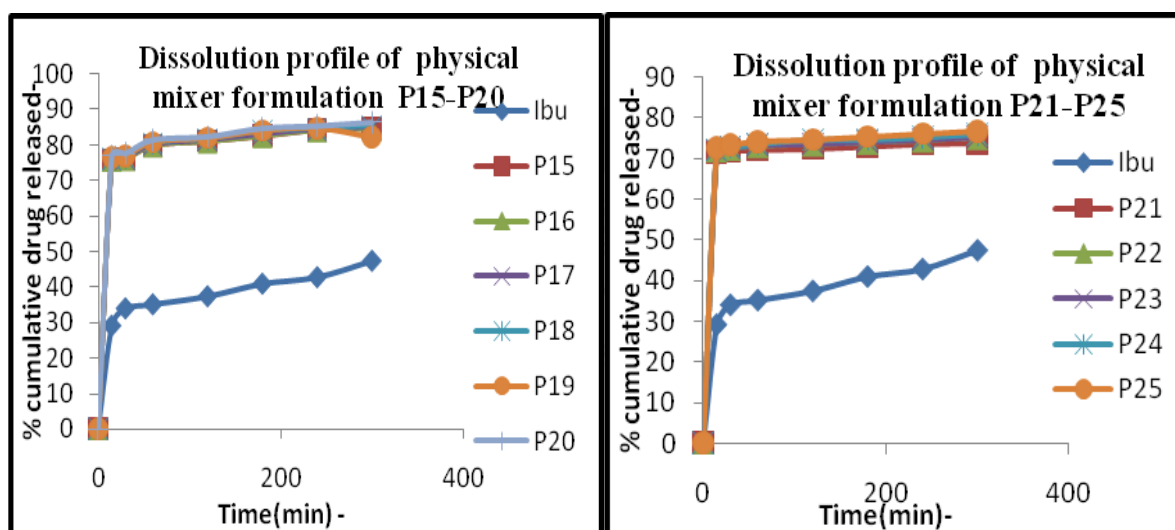 Dissolution profile of physical
mixer formulation P15-P20
% cumulative drug released-
100
90
80
70
60
50
40
30
20
10
0
0
200
400
Time(min) -
Ibu
P15
P16
P17
P18
P19
P20
Dissolution profile of physical
mixer formulation P21-P25
% cumulative drug released-
90
80
70
60
50
40
30
20
10
0
0
200
400
Time(min)-
Ibu
P21
P22
P23
P24
P25